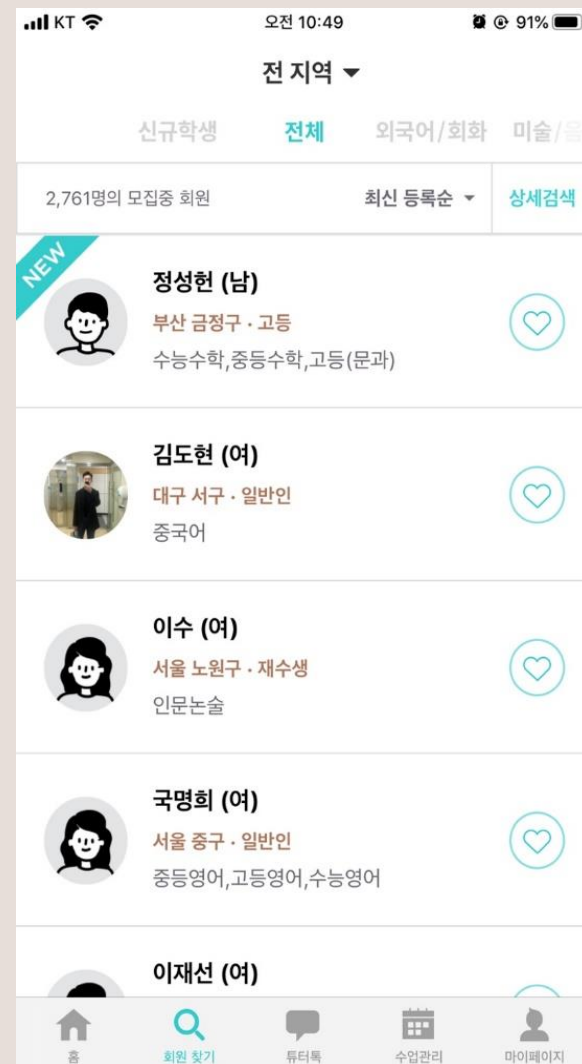 KT 오전 10:49 91%
전 지역
신규학생 전체 외국어/회화 미술/음
2,761명의 모집중 회원 최신 등록순 상세검색
NEW
정성헌 (남)
부산 금정구 · 고등
수능수학,중등수학,고등(문과)
김도현 (여)
대구 서구 · 일반인
중국어
이수 (여)
서울 노원구 · 재수생
인문논술
국명희 (여)
서울 중구 · 일반인
중등영어,고등영어,수능영어
이재선 (여)
홈 회원 찾기 튜터톡 수업관리 마이페이지